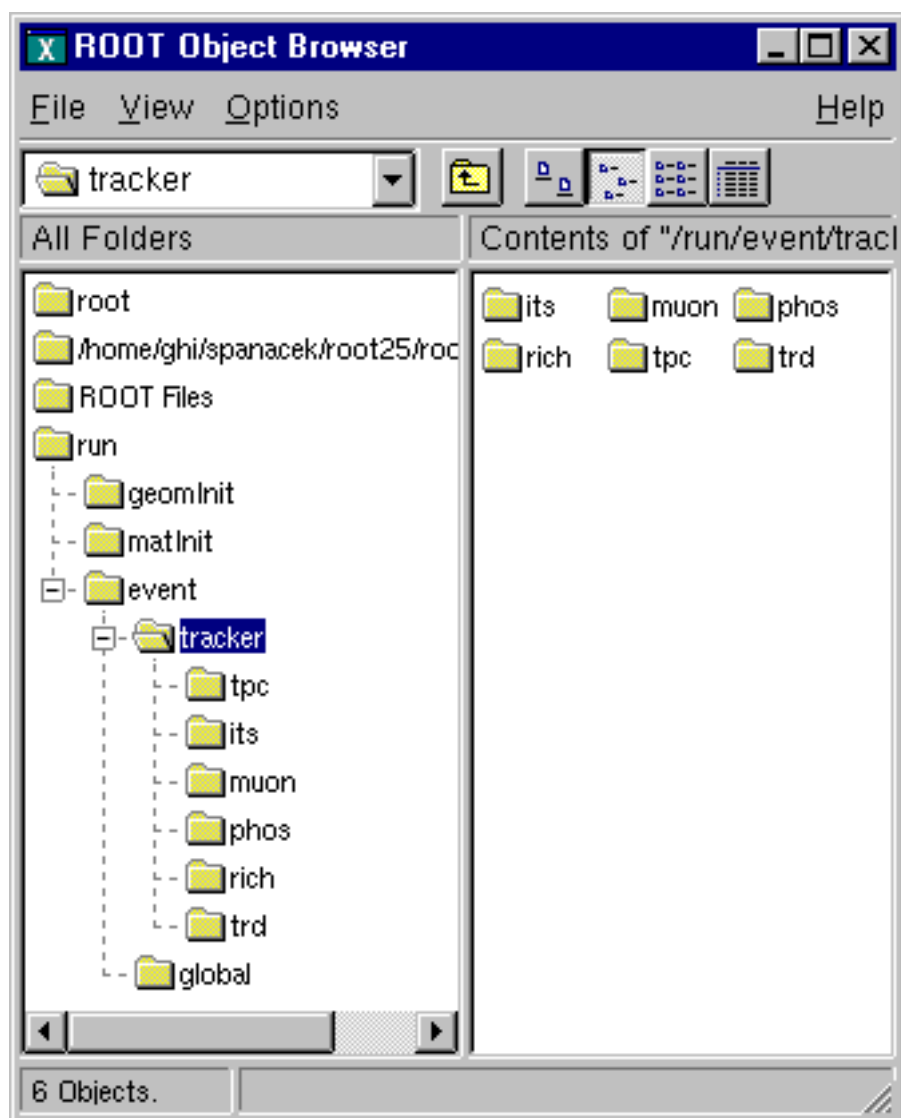 ROOT Object Browser
File View Options Help
tracker
All Folders
Contents of "/run/event/tracl
root
/home/ghi/spanacek/root25/roc
ROOT Files
run
geomInit
matInit
event
tracker
tpc
its
muon
phos
rich
trd
global
its muon phos
rich tpc trd
6 Objects.